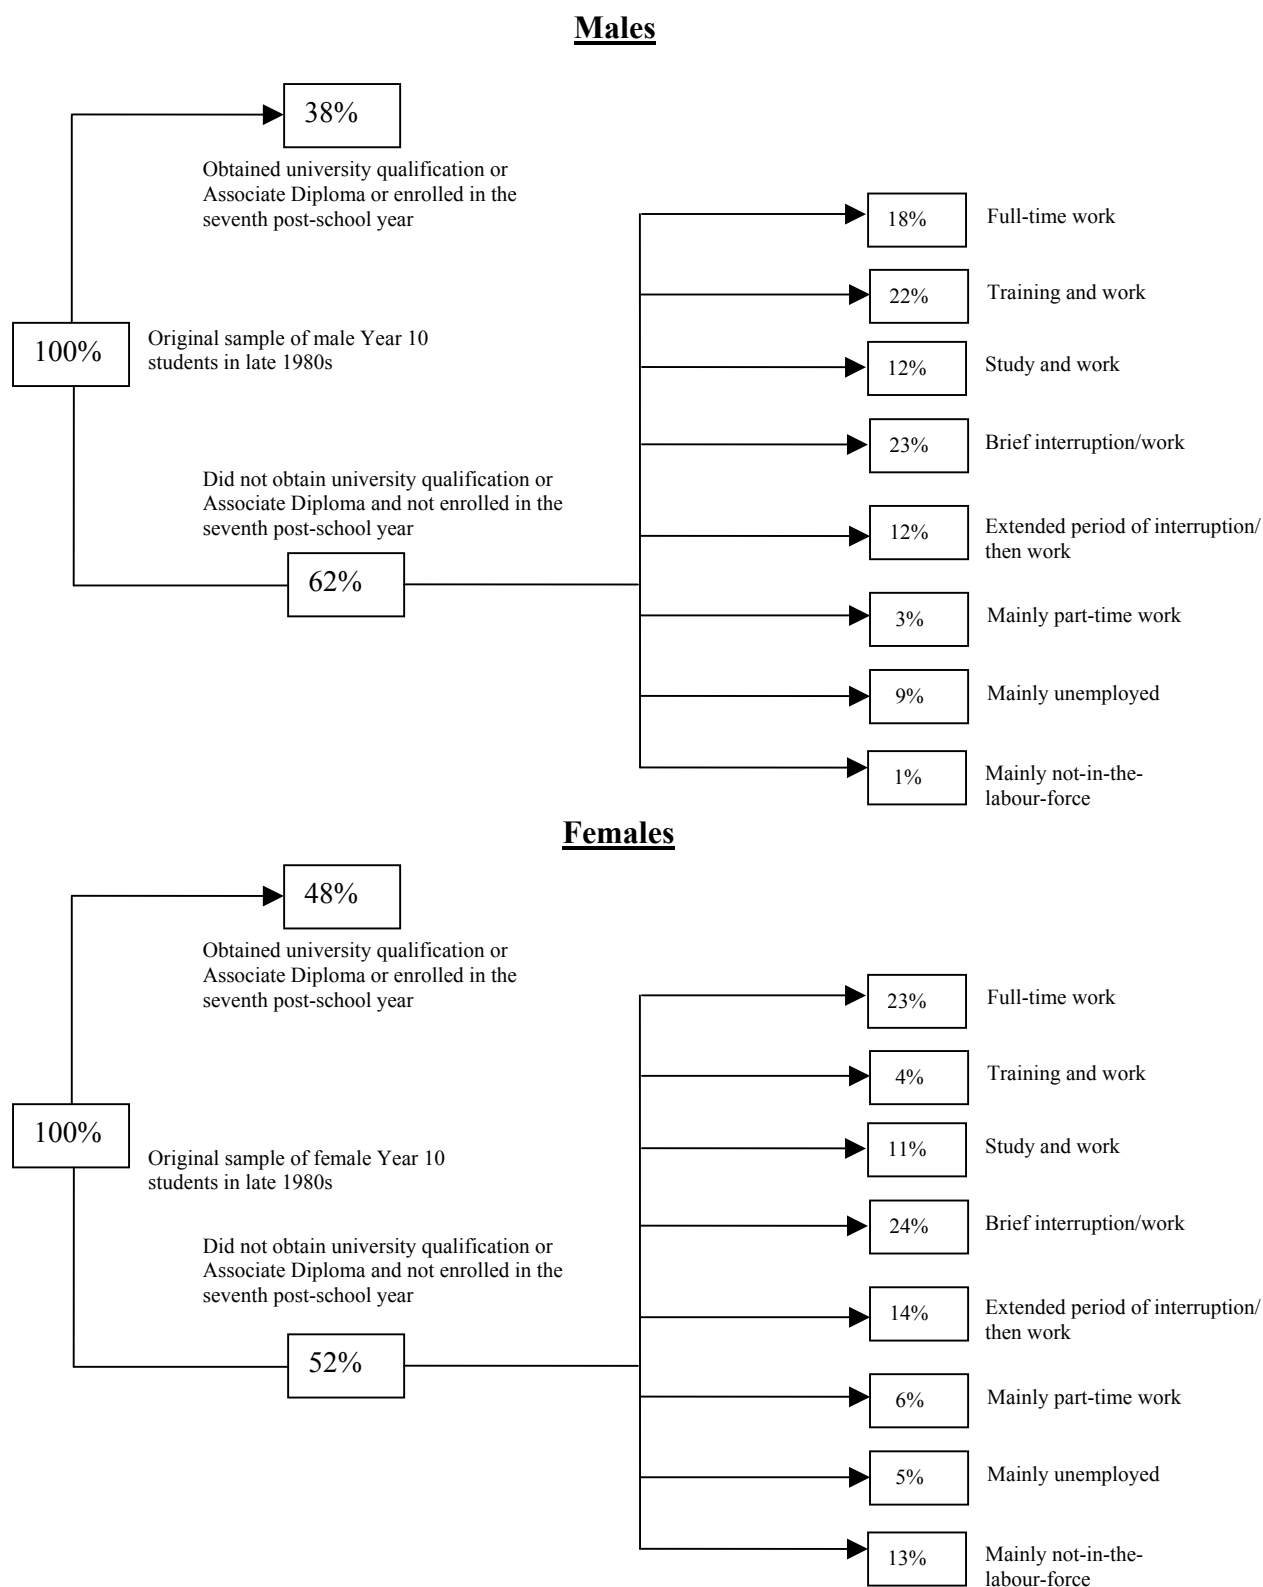 Males
38%
Obtained university qualification or
Associate Diploma or enrolled in the
seventh post-school year
18%
Full-time work
22%
Training and work
100%
Original sample of male Year 10
students in late 1980s
12%
Study and work
23%
Brief interruption/work
Did not obtain university qualification or
Associate Diploma and not enrolled in the
seventh post-school year
12%
Extended period of interruption/
then work
62%
3%
Mainly part-time work
9%
Mainly unemployed
1%
Mainly not-in-the-
labour-force
Females
48%
Obtained university qualification or
Associate Diploma or enrolled in the
seventh post-school year
23%
Full-time work
4%
Training and work
100%
Original sample of female Year 10
students in late 1980s
11%
Study and work
24%
Brief interruption/work
Did not obtain university qualification or
Associate Diploma and not enrolled in the
seventh post-school year
14%
Extended period of interruption/
then work
52%
6%
Mainly part-time work
5%
Mainly unemployed
13%
Mainly not-in-the-
labour-force